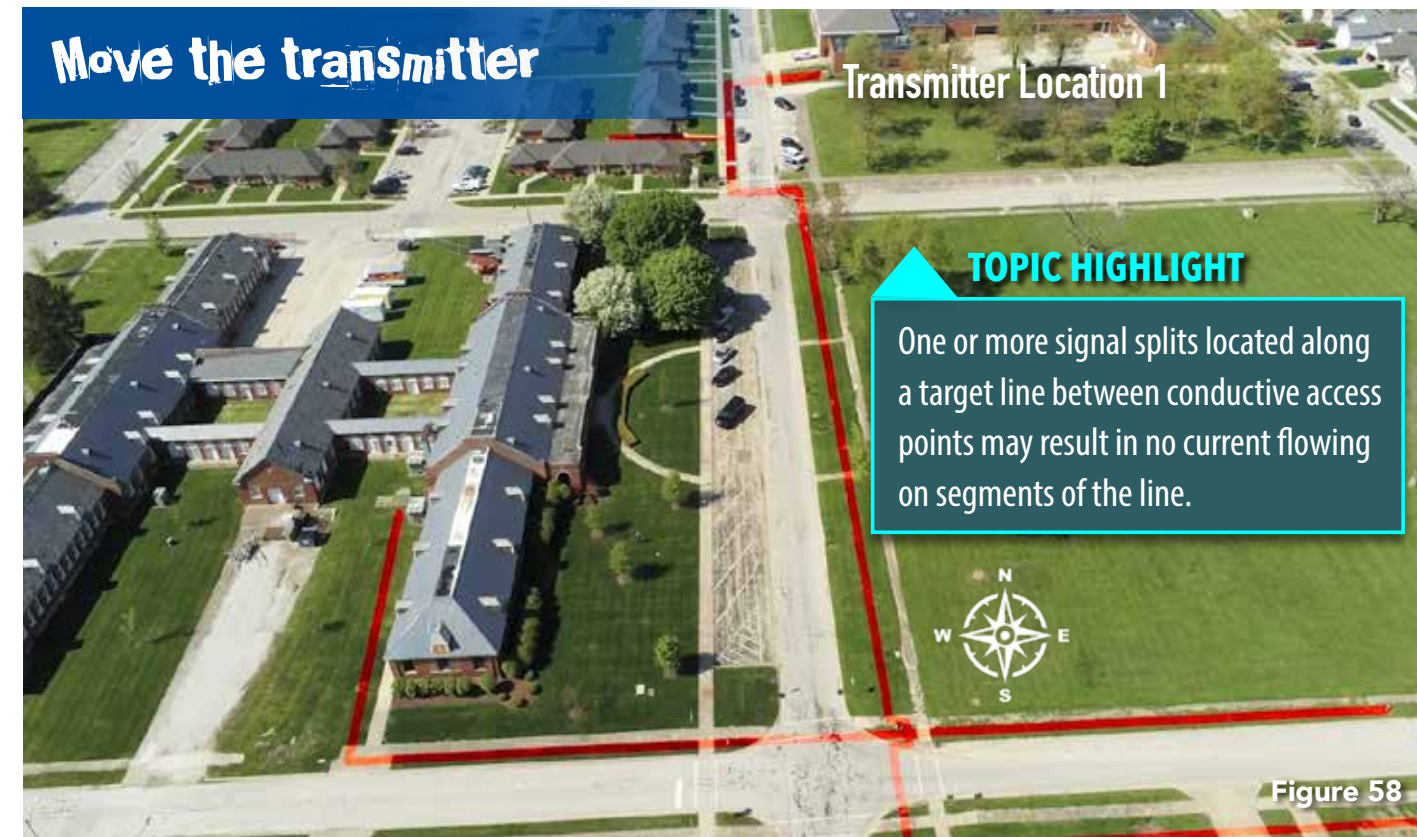 Move the transmitter
Transmitter Location 1
TOPIC HIGHLIGHT
One or more signal splits located along
a target line between conductive access
points may result in no current flowing
on segments of the line.
N
W E
S
Figure 58